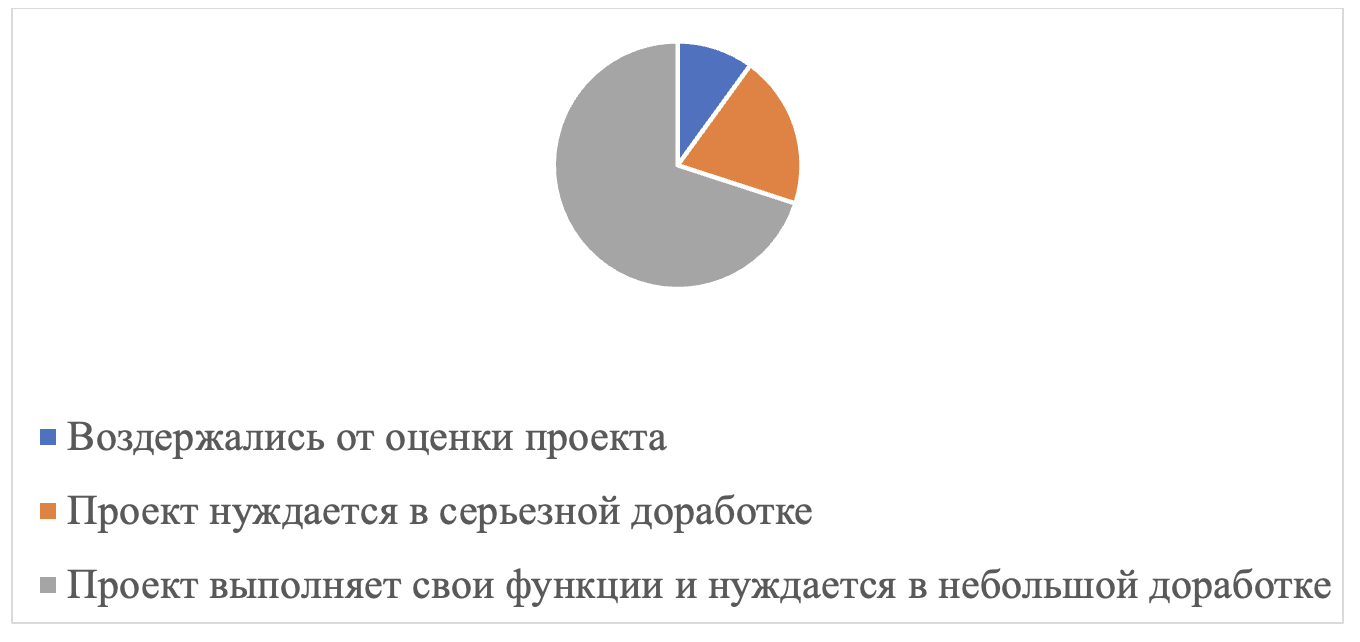 Воздержались от оценки проекта
Проект нуждается в серьезной доработке
Проект выполняет свои функции и нуждается в небольшой доработке